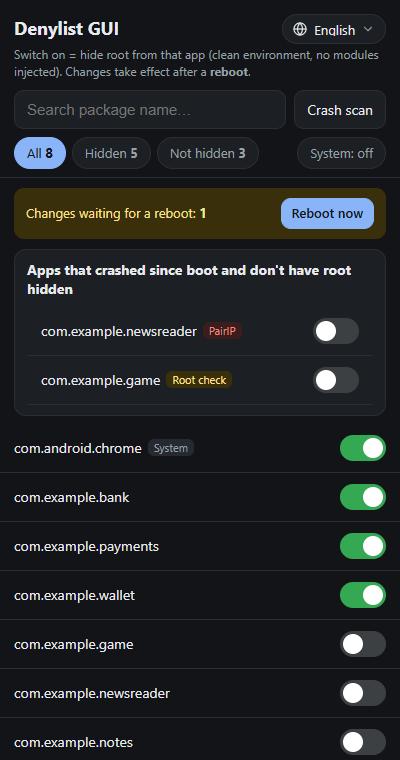 Denylist GUI
English
Switch on = hide root from that app (clean environment, no modules
injected). Changes take effect after a reboot.
Search package name...
Crash scan
All 8
Hidden 5
Not hidden 3
System: off
Changes waiting for a reboot: 1
Reboot now
Apps that crashed since boot and don't have root
hidden
com.example.newsreader PairIP
com.example.game Root check
com.android.chrome System
com.example.bank
com.example.payments
com.example.wallet
com.example.game
com.example.newsreader
com.example.notes